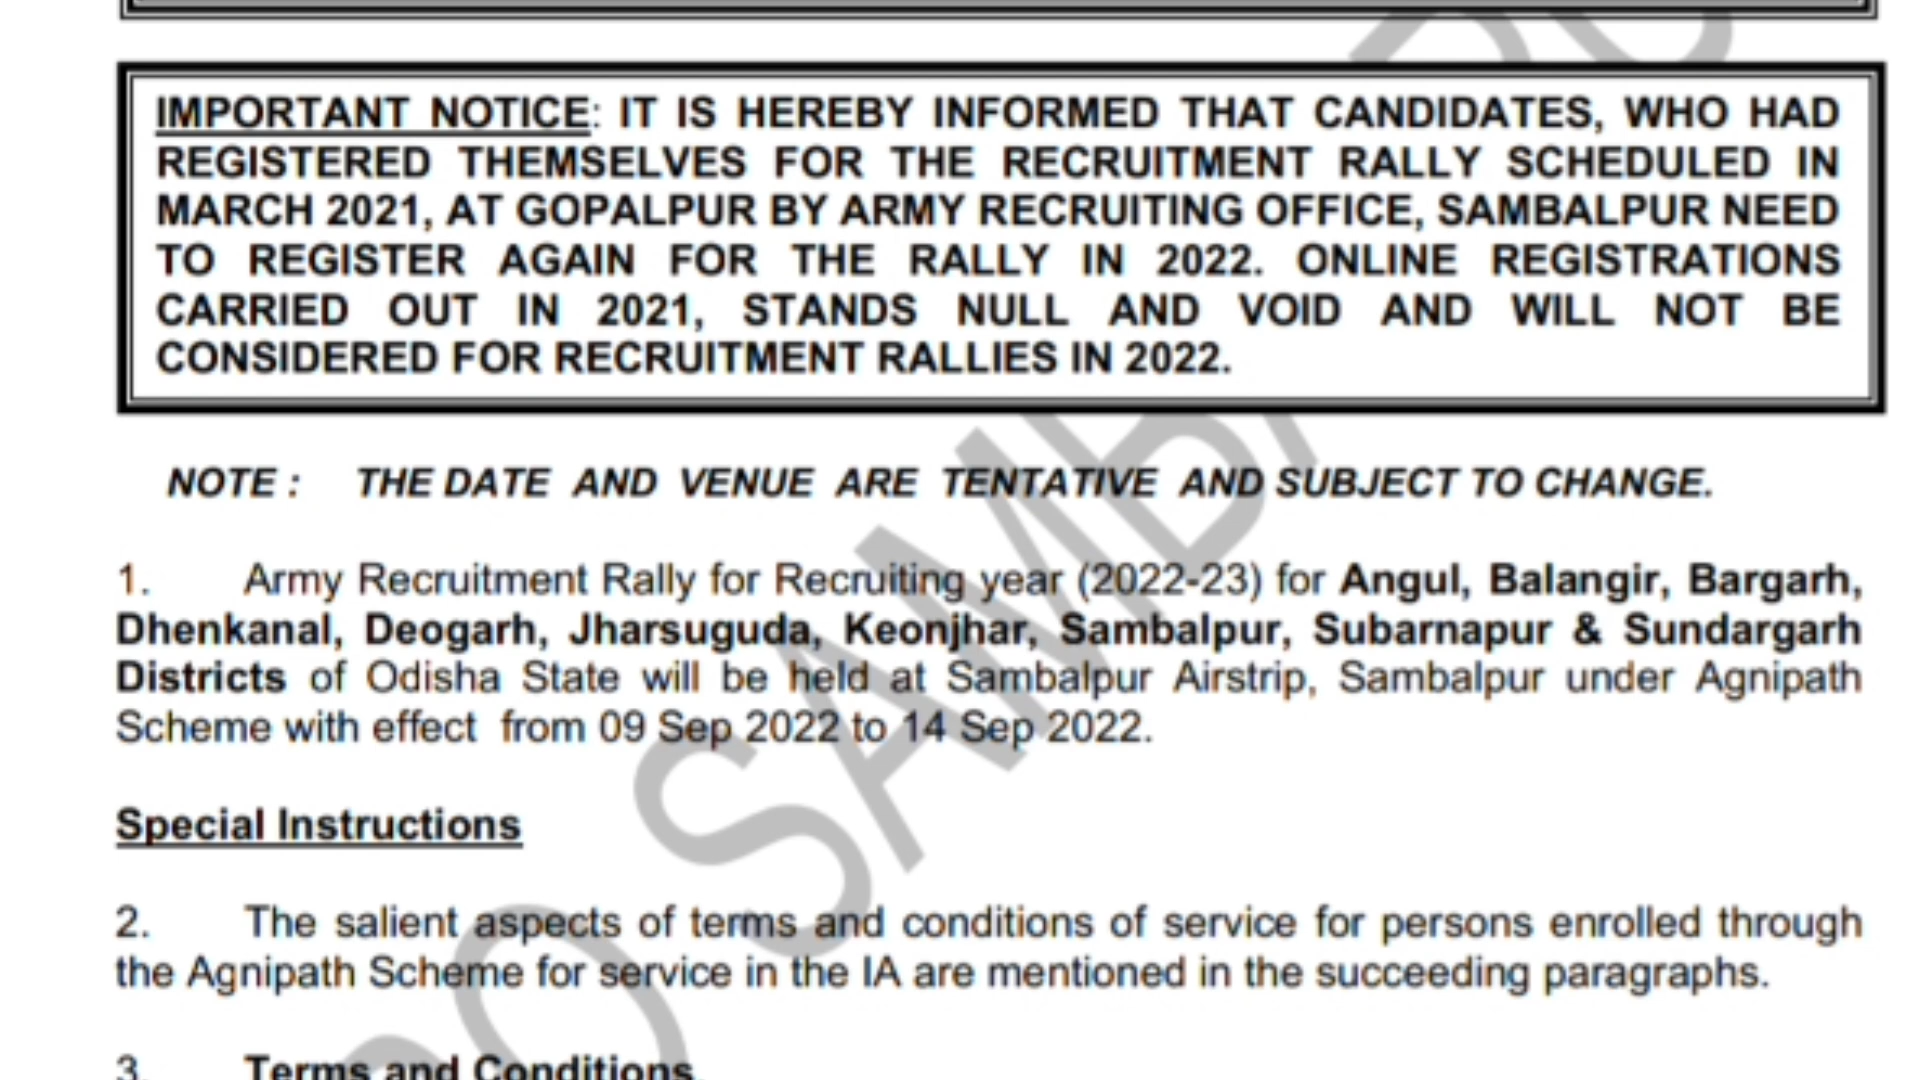 IMPORTANT NOTICE: IT IS HEREBY INFORMED THAT CANDIDATES, WHO HAD
REGISTERED THEMSELVES FOR THE RECRUITMENT RALLY SCHEDULED IN
MARCH 2021, AT GOPALPUR BY ARMY RECRUITING OFFICE, SAMBALPUR NEED
TO REGISTER AGAIN FOR THE RALLY IN 2022. ONLINE REGISTRATIONS
CARRIED OUT IN 2021, STANDS NULL AND VOID AND WILL NOT BE
CONSIDERED FOR RECRUITMENT RALLIES IN 2022.
NOTE : THE DATE AND VENUE ARE TENTATIVE AND SUBJECT TO CHANGE.
1. Army Recruitment Rally for Recruiting year (2022-23) for Angul, Balangir, Bargarh,
Dhenkanal, Deogarh, Jharsuguda, Keonjhar, Sambalpur, Subarnapur & Sundargarh
Districts of Odisha State will be held at Sambalpur Airstrip, Sambalpur under Agnipath
Scheme with effect from 09 Sep 2022 to 14 Sep 2022.
Special Instructions
2. The salient aspects of terms and conditions of service for persons enrolled through
the Agnipath Scheme for service in the IA are mentioned in the succeeding paragraphs.
3. Terms and Conditions.